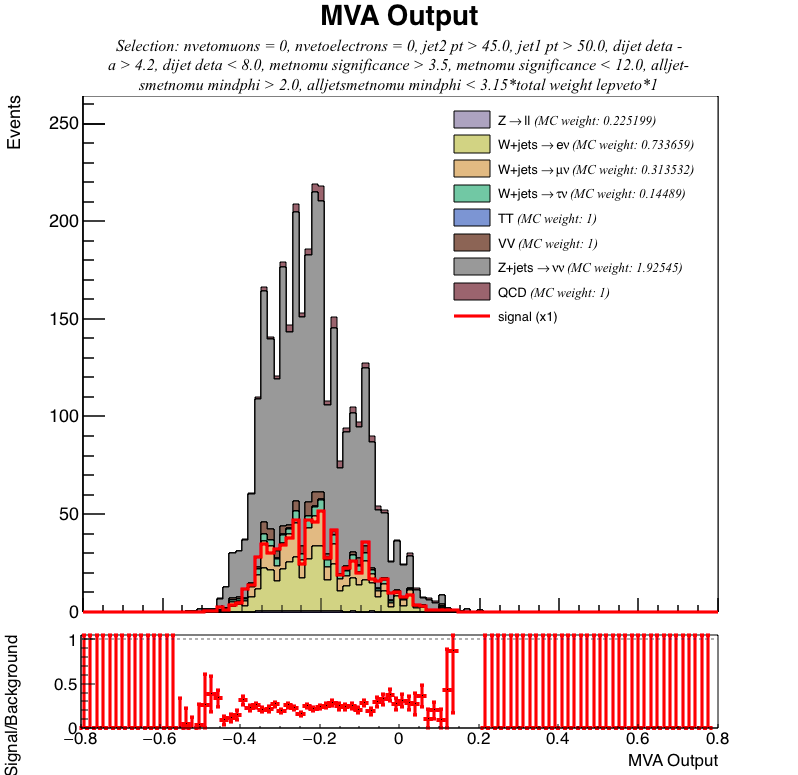 MVA Output
Selection: nvetomuons = 0, nvetoelectrons = 0, jet2 pt > 45.0, jet1 pt > 50.0, dijet deta -
a > 4.2, dijet deta < 8.0, metnomu significance > 3.5, metnomu significance < 12.0, alljet-
smetnomu mindphi > 2.0, alljetsmetnomu mindphi < 3.15*total weight lepveto*1
Events
250
200
150
100
50
0
Z→ll (MC weight: 0.225199)
W+jets→eν (MC weight: 0.733659)
W+jets→μν (MC weight: 0.313532)
W+jets→τν (MC weight: 0.14489)
TT (MC weight: 1)
VV (MC weight: 1)
Z+jets→νν (MC weight: 1.92545)
QCD (MC weight: 1)
signal (x1)
Signal/Background
1
0.5
0
−0.8 −0.6 −0.4 −0.2 0 0.2 0.4 0.6 0.8
MVA Output